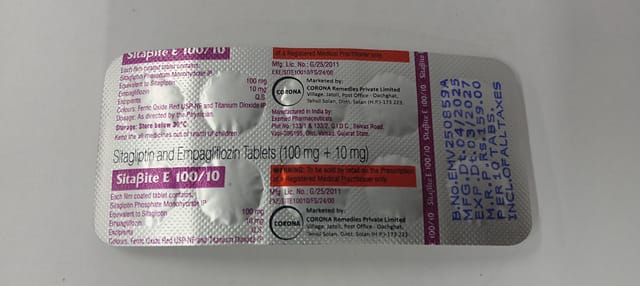 SitaBite E 100/10
Each film coated tablet contains:
Sitagliptin Phosphate Monohydrate IP
Equivalent to Sitagliptin 100 mg
Empagliflozin 10 mg
Excipients Q.S.
Colours: Ferric Oxide Red USP-NF and Titanium Dioxide IP
Dosage: As directed by the Physician.
Storage: Store below 30°C
Keep the all medicines out of reach of children
of a Registered Medical Practitioner only.
Mfg. Lic. No.: G/25/2011
CORONA
Marketed by:
CORONA Remedies Private Limited
Village, Jatoli, Post Office - Oachghat,
Tehsil Solan, Distt. Solan (H.P.)-173 223.
Manufactured in India by:
Exemed Pharmaceuticals
Plot No. 133/1 & 133/2, G.I.D.C., Selvas Road,
Vapi-396195, Dist. Valsad, Gujarat State.
Sitagliptin and Empagliflozin Tablets (100 mg + 10 mg)
SitaBite E 100/10
Each film coated tablet contains:
Sitagliptin Phosphate Monohydrate IP
Equivalent to Sitagliptin 100 mg
Empagliflozin 10 mg
Excipients Q.S.
Colours: Ferric Oxide Red USP-NF and Titanium Dioxide IP
WARNING: To be sold by retail on the Prescription
of a Registered Medical Practitioner only.
Mfg. Lic. No.: G/25/2011
CORONA
Marketed by:
CORONA Remedies Private Limited
Village, Jatoli, Post Office - Oachghat,
Tehsil Solan, Distt. Solan (H.P.)-173 223.
SitaBite E 100/10
SitaBite E 100/10
B.NO.EMV250859A
MFG.DT.04/2025
EXP.DT.03/2027
M.R.P.RS.159.00
PER 10 TABS
INCL.OF ALL TAXES